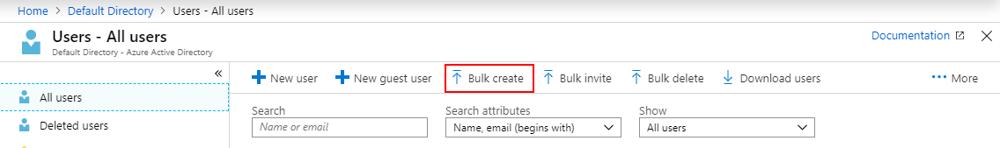 Home > Default Directory > Users - All users
Users - All users
Default Directory - Azure Active Directory
Documentation
«
New user
New guest user
Bulk create
Bulk invite
Bulk delete
Download users
More
All users
Deleted users
Search
Search attributes
Show
Name or email
Name, email (begins with)
All users